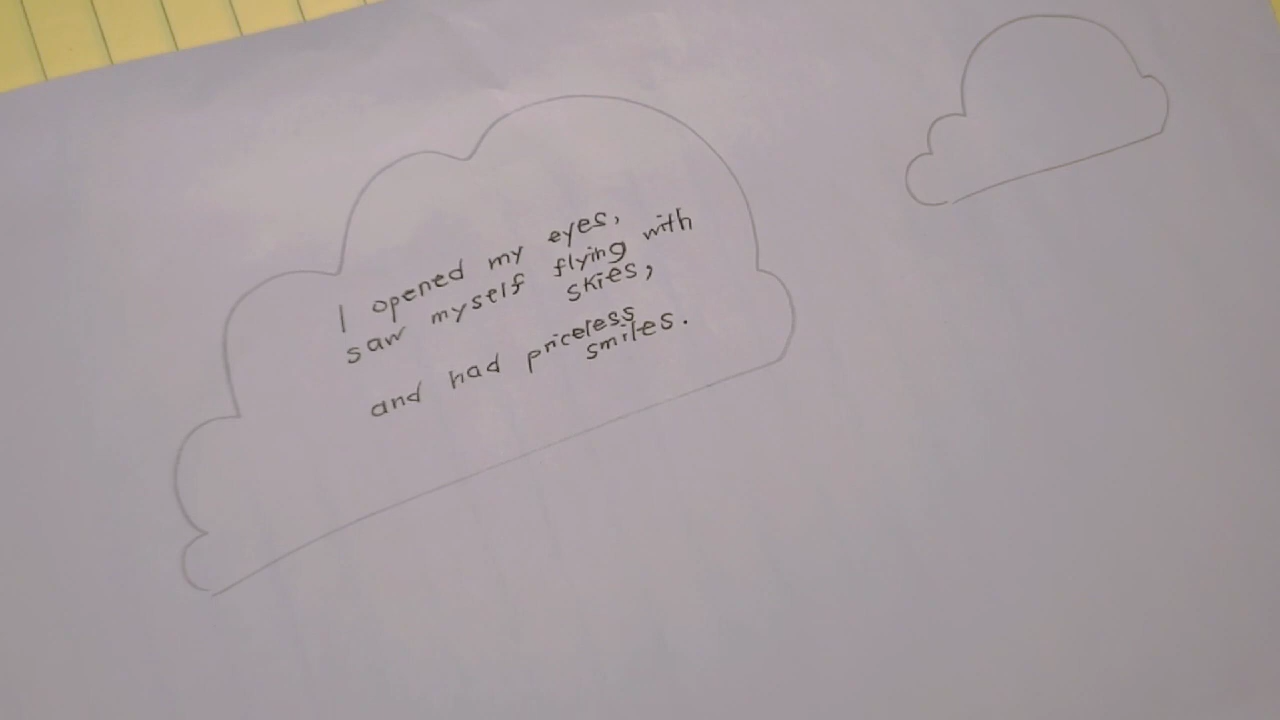 I opened my eyes,
saw myself flying with
skies,
and had priceless
smiles.